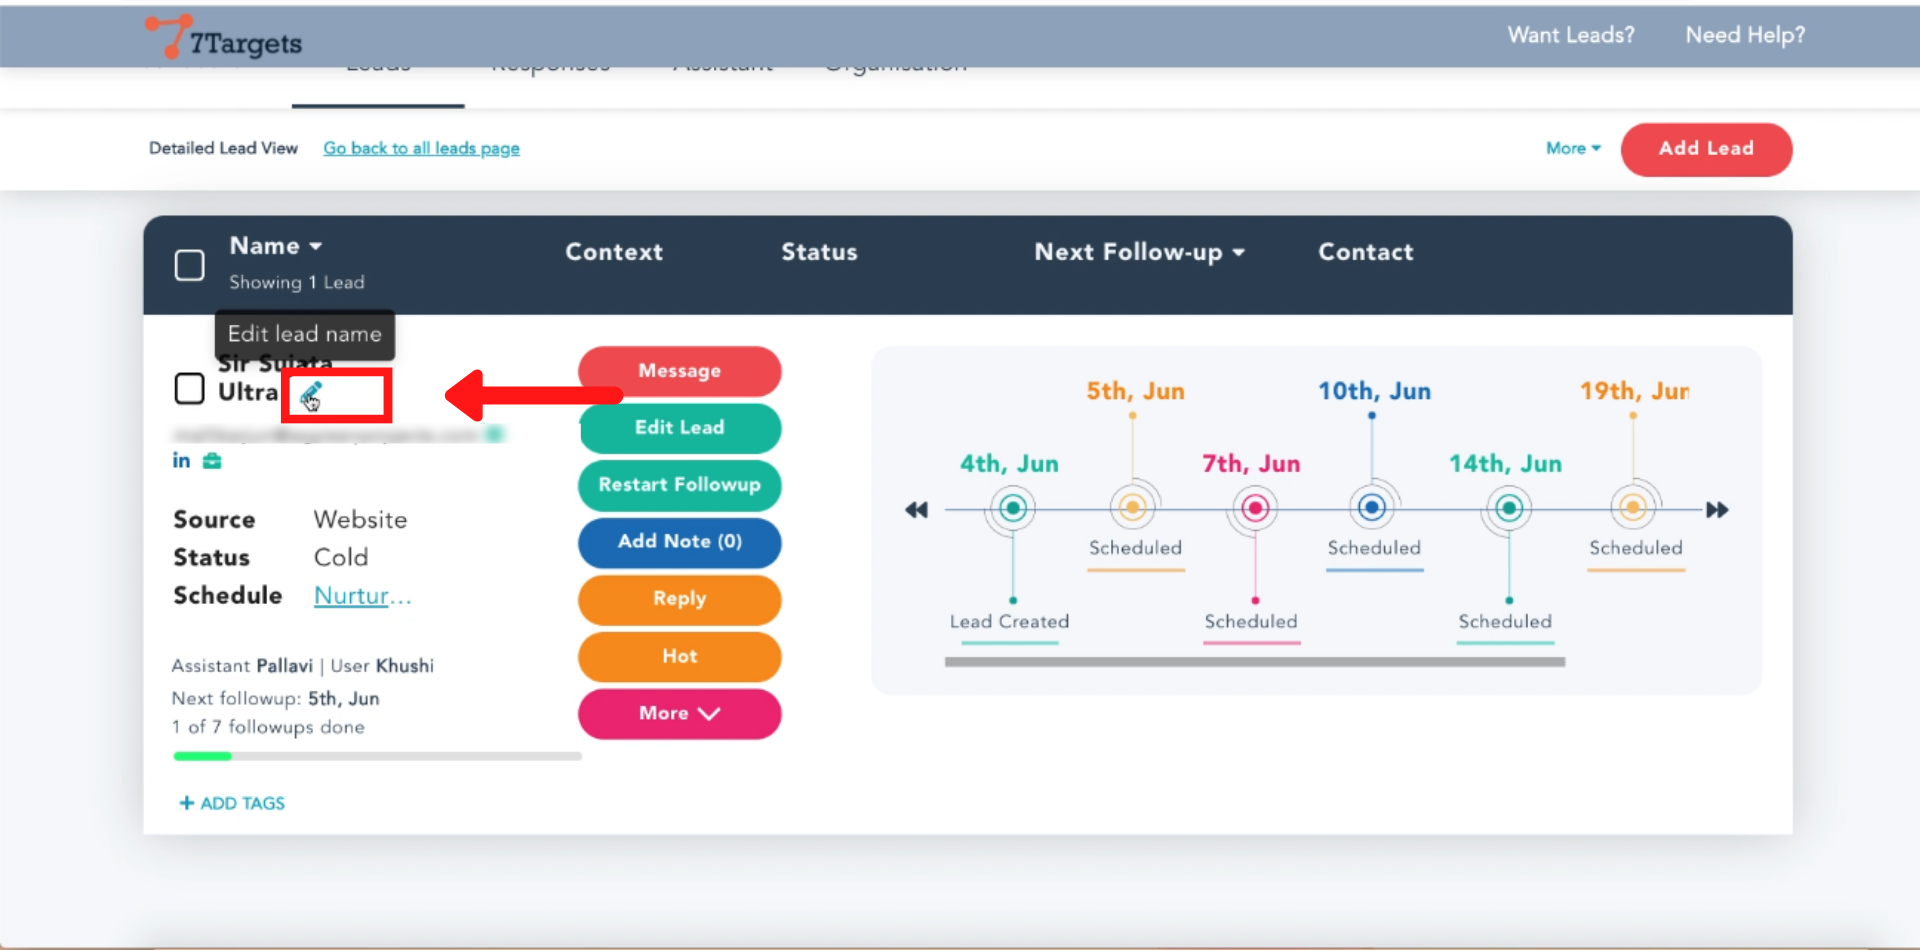 7Targets
Want Leads?
Need Help?
Leads
Responses
Assistant
Organisation
Detailed Lead View
Go back to all leads page
More
Add Lead
Name
Showing 1 Lead
Context
Status
Next Follow-up
Contact
Edit lead name
Sir Sujata
Ultra
in
Source Website
Status Cold
Schedule Nurtur...
Assistant Pallavi | User Khushi
Next followup: 5th, Jun
1 of 7 followups done
+ ADD TAGS
Message
Edit Lead
Restart Followup
Add Note (0)
Reply
Hot
More
5th, Jun
10th, Jun
19th, Jun
4th, Jun
7th, Jun
14th, Jun
Scheduled
Scheduled
Scheduled
Lead Created
Scheduled
Scheduled